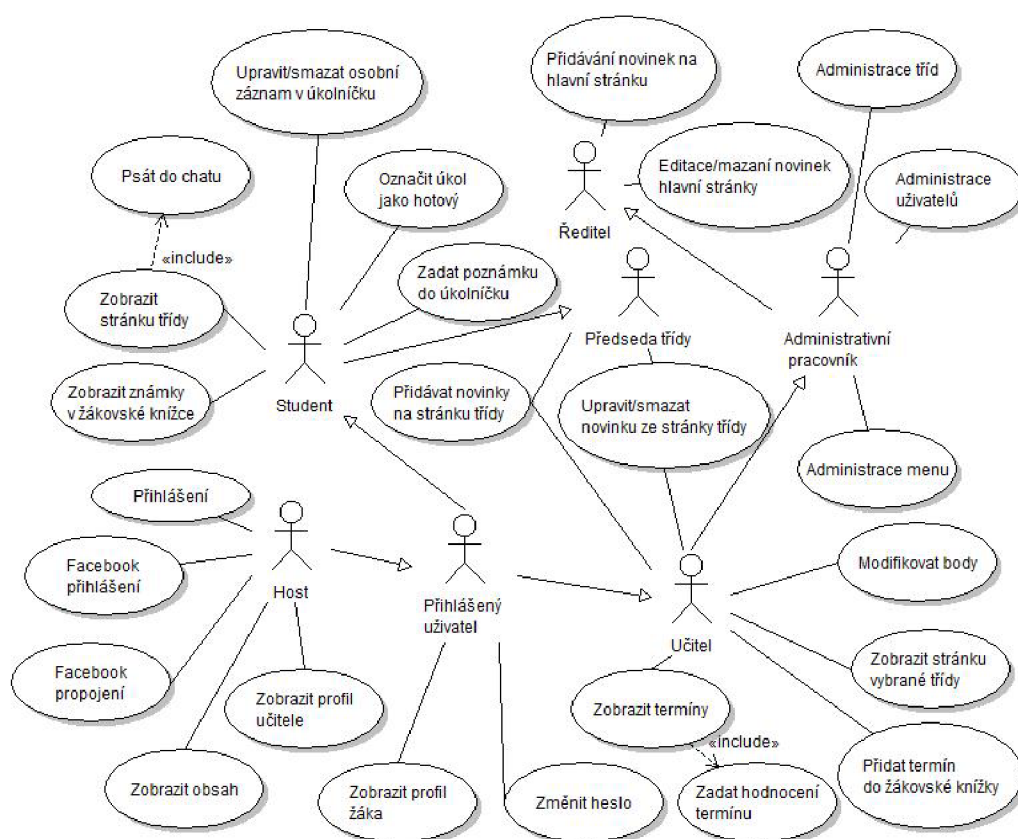 Upravit/smazat osobní
záznam v úkolníčku
Přidávání novinek na
hlavní stránku
Administrace tříd
Psát do chatu
Označit úkol
jako hotový
Editace/mazaní novinek
hlavní stránky
Administrace
uživatelů
Ředitel
«include»
Zobrazit
stránku třídy
Zadat poznámku
do úkolníčku
Předseda třídy
Administrativní
pracovník
Zobrazit známky
v žákovské knížce
Student
Přidávat novinky
na stránku třídy
Upravit/smazat
novinku ze stránky třídy
Administrace menu
Přihlášení
Facebook
přihlášení
Host
Přihlášený
uživatel
Učitel
Modifikovat body
Facebook
propojení
Zobrazit profil
učitele
Zobrazit termíny
Zobrazit stránku
vybrané třídy
«include»
Zobrazit obsah
Zobrazit profil
žáka
Změnit heslo
Zadat hodnocení
termínu
Přidat termín
do žákovské knížky